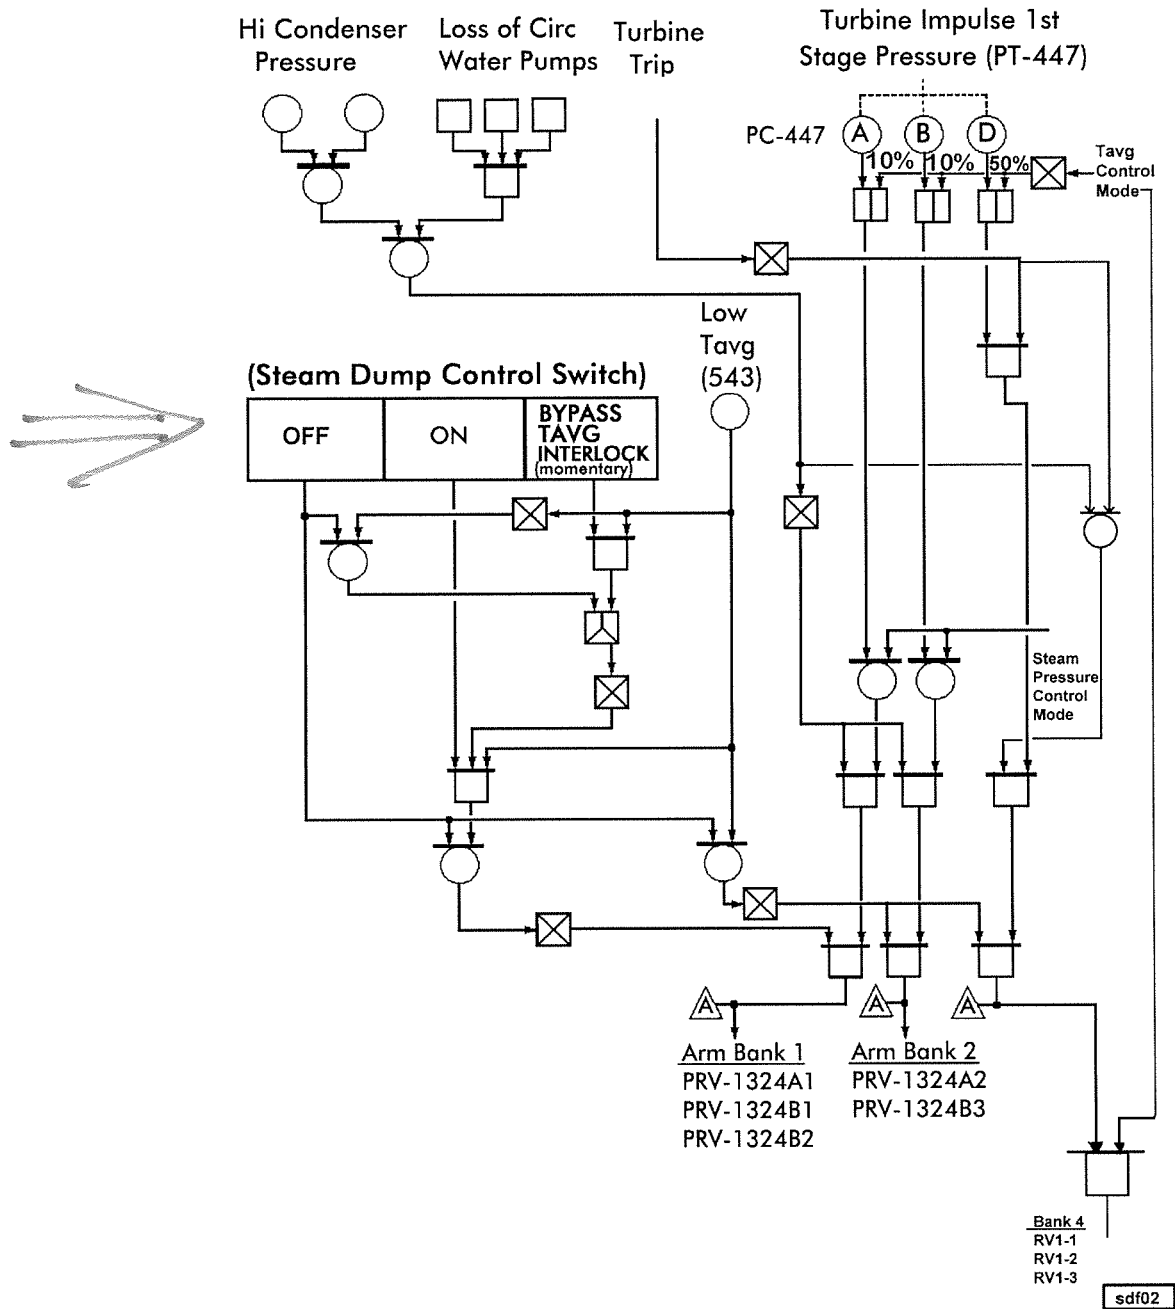 Hi Condenser
Pressure
Loss of Circ
Water Pumps
Turbine
Trip
Turbine Impulse 1st
Stage Pressure (PT-447)
PC-447
A
B
D
10%
10%
50%
Tavg
Control
Mode
Low
Tavg
(543)
(Steam Dump Control Switch)
OFF
ON
BYPASS
TAVG
INTERLOCK
(momentary)
Steam
Pressure
Control
Mode
A
A
A
Arm Bank 1
PRV-1324A1
PRV-1324B1
PRV-1324B2
Arm Bank 2
PRV-1324A2
PRV-1324B3
Bank 4
RV1-1
RV1-2
RV1-3
sdf02